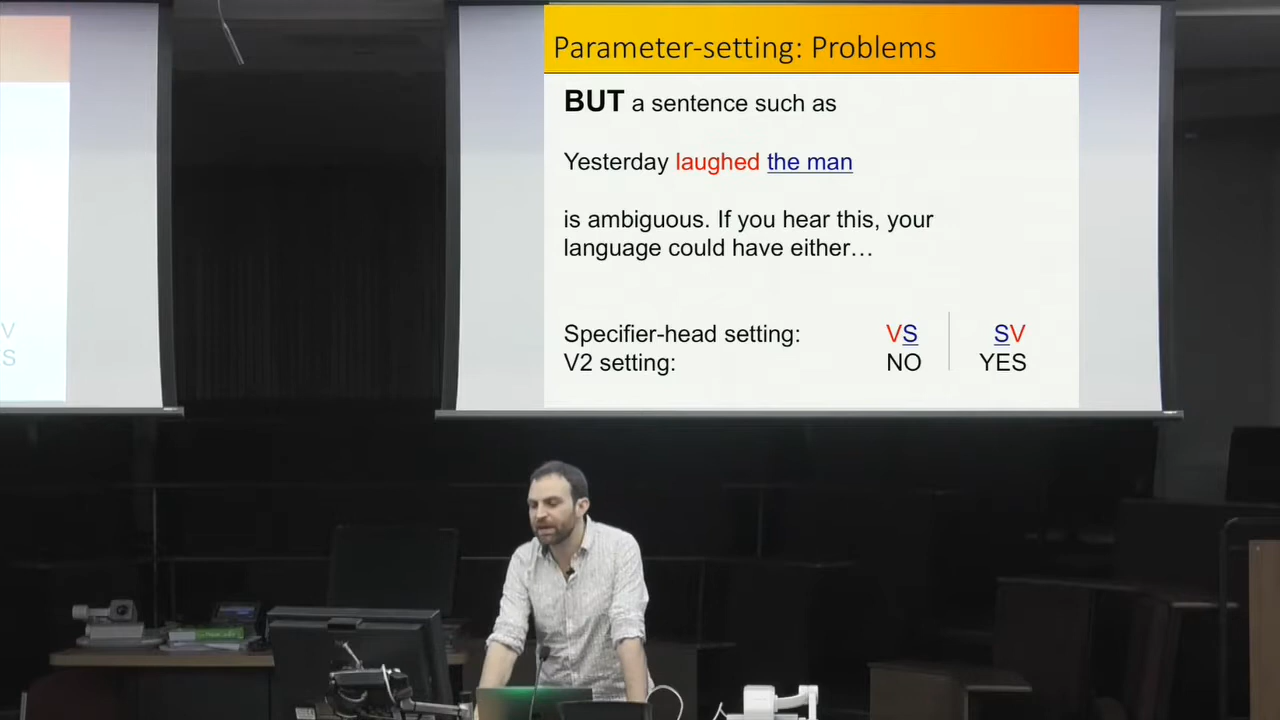 Parameter-setting: Problems
BUT a sentence such as
Yesterday laughed the man
is ambiguous. If you hear this, your
language could have either…
Specifier-head setting: VS SV
V2 setting: NO YES
V
S